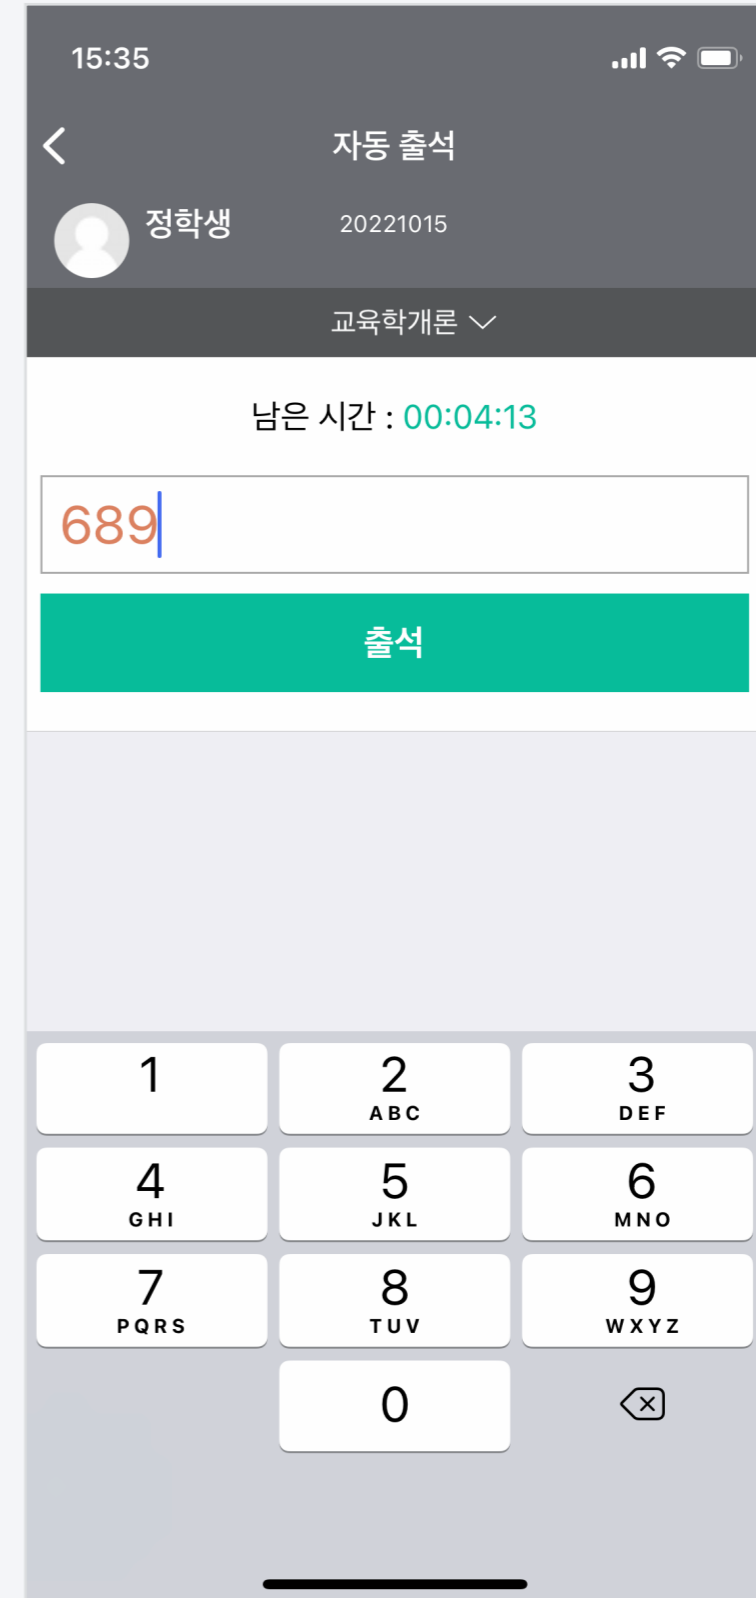 15:35
자동 출석
정학생 20221015
교육학개론
남은 시간 : 00:04:13
689
출석
1 2 3
ABC DEF
4 5 6
GHI JKL MNO
7 8 9
PQRS TUV WXYZ
0